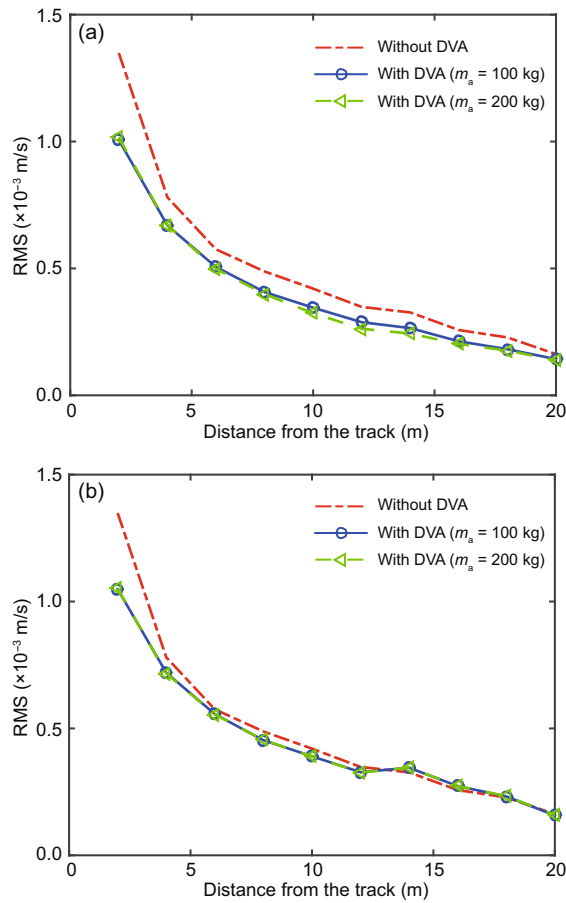 (a)
1.5
1.0
0.5
0.0
RMS (×10⁻³ m/s)
Without DVA
With DVA (mₐ = 100 kg)
With DVA (mₐ = 200 kg)
0 5 10 15 20
Distance from the track (m)
(b)
1.5
1.0
0.5
0.0
RMS (×10⁻³ m/s)
Without DVA
With DVA (mₐ = 100 kg)
With DVA (mₐ = 200 kg)
0 5 10 15 20
Distance from the track (m)